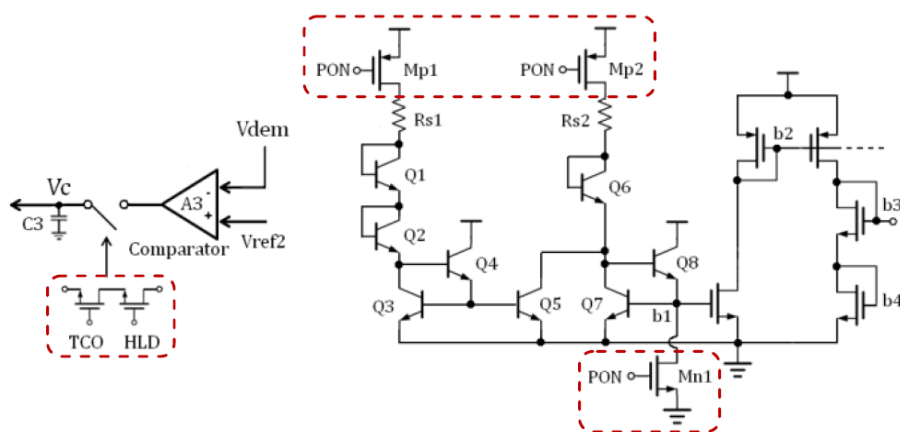 PON Mp1 PON Mp2
Rs1 Rs2
Vdem
b2
Q1 Q6
Vc A3 - +
b3
C3 Comparator Vref2
Q2 Q4 Q8
b4
Q3 Q5 Q7 b1
TCO HLD
PON Mn1